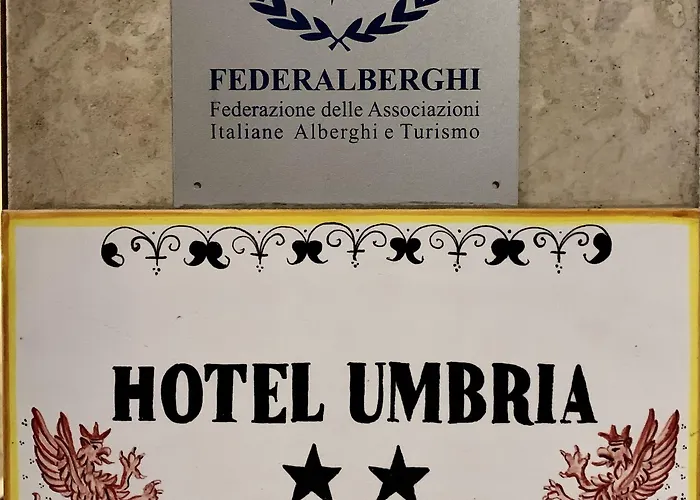 FEDERALBERGHI
Federazione delle Associazioni
Italiane Alberghi e Turismo
HOTEL UMBRIA